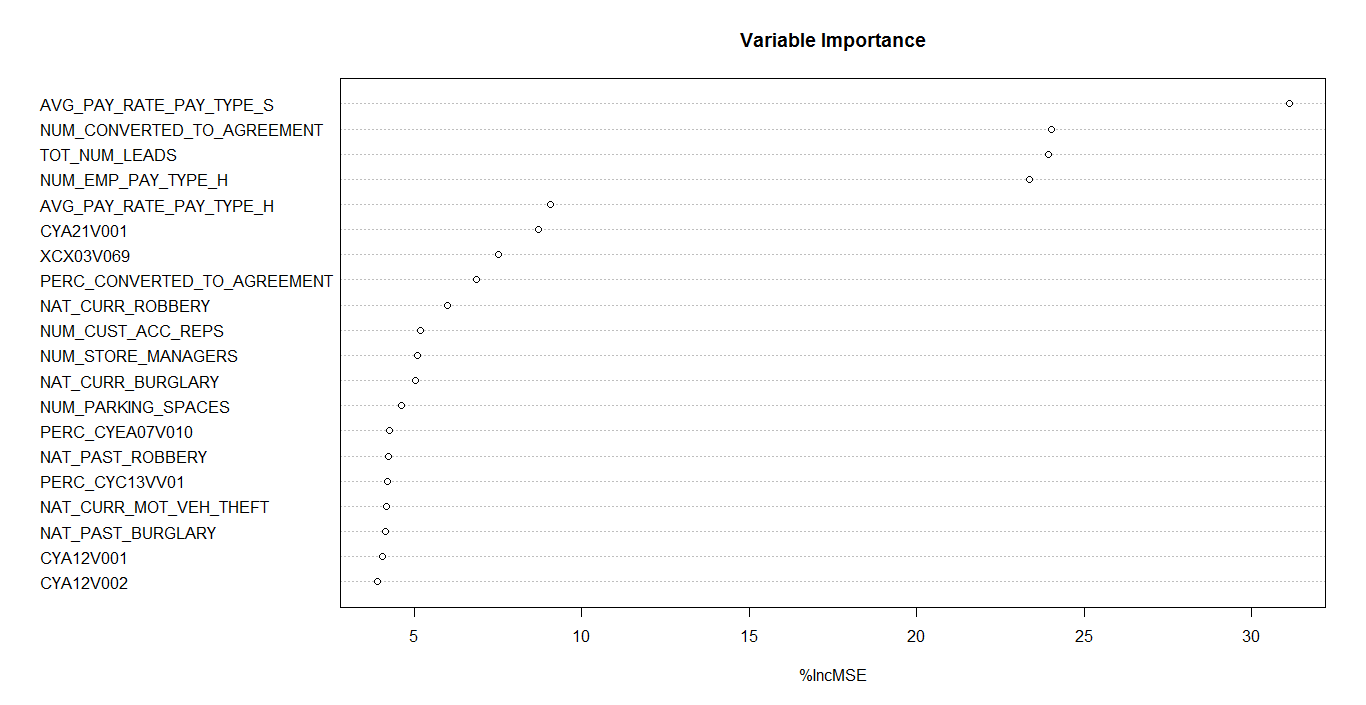 Variable Importance
AVG_PAY_RATE_PAY_TYPE_S
NUM_CONVERTED_TO_AGREEMENT
TOT_NUM_LEADS
NUM_EMP_PAY_TYPE_H
AVG_PAY_RATE_PAY_TYPE_H
CYA21V001
XCX03V069
PERC_CONVERTED_TO_AGREEMENT
NAT_CURR_ROBBERY
NUM_CUST_ACC_REPS
NUM_STORE_MANAGERS
NAT_CURR_BURGLARY
NUM_PARKING_SPACES
PERC_CYEA07V010
NAT_PAST_ROBBERY
PERC_CYC13VV01
NAT_CURR_MOT_VEH_THEFT
NAT_PAST_BURGLARY
CYA12V001
CYA12V002
5 10 15 20 25 30
%IncMSE